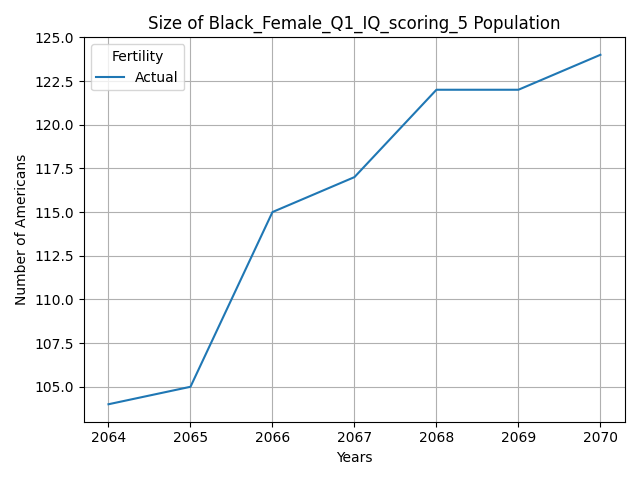 Size of Black_Female_Q1_IQ_scoring_5 Population
Fertility
Actual
Number of Americans
125.0
122.5
120.0
117.5
115.0
112.5
110.0
107.5
105.0
2064 2065 2066 2067 2068 2069 2070
Years